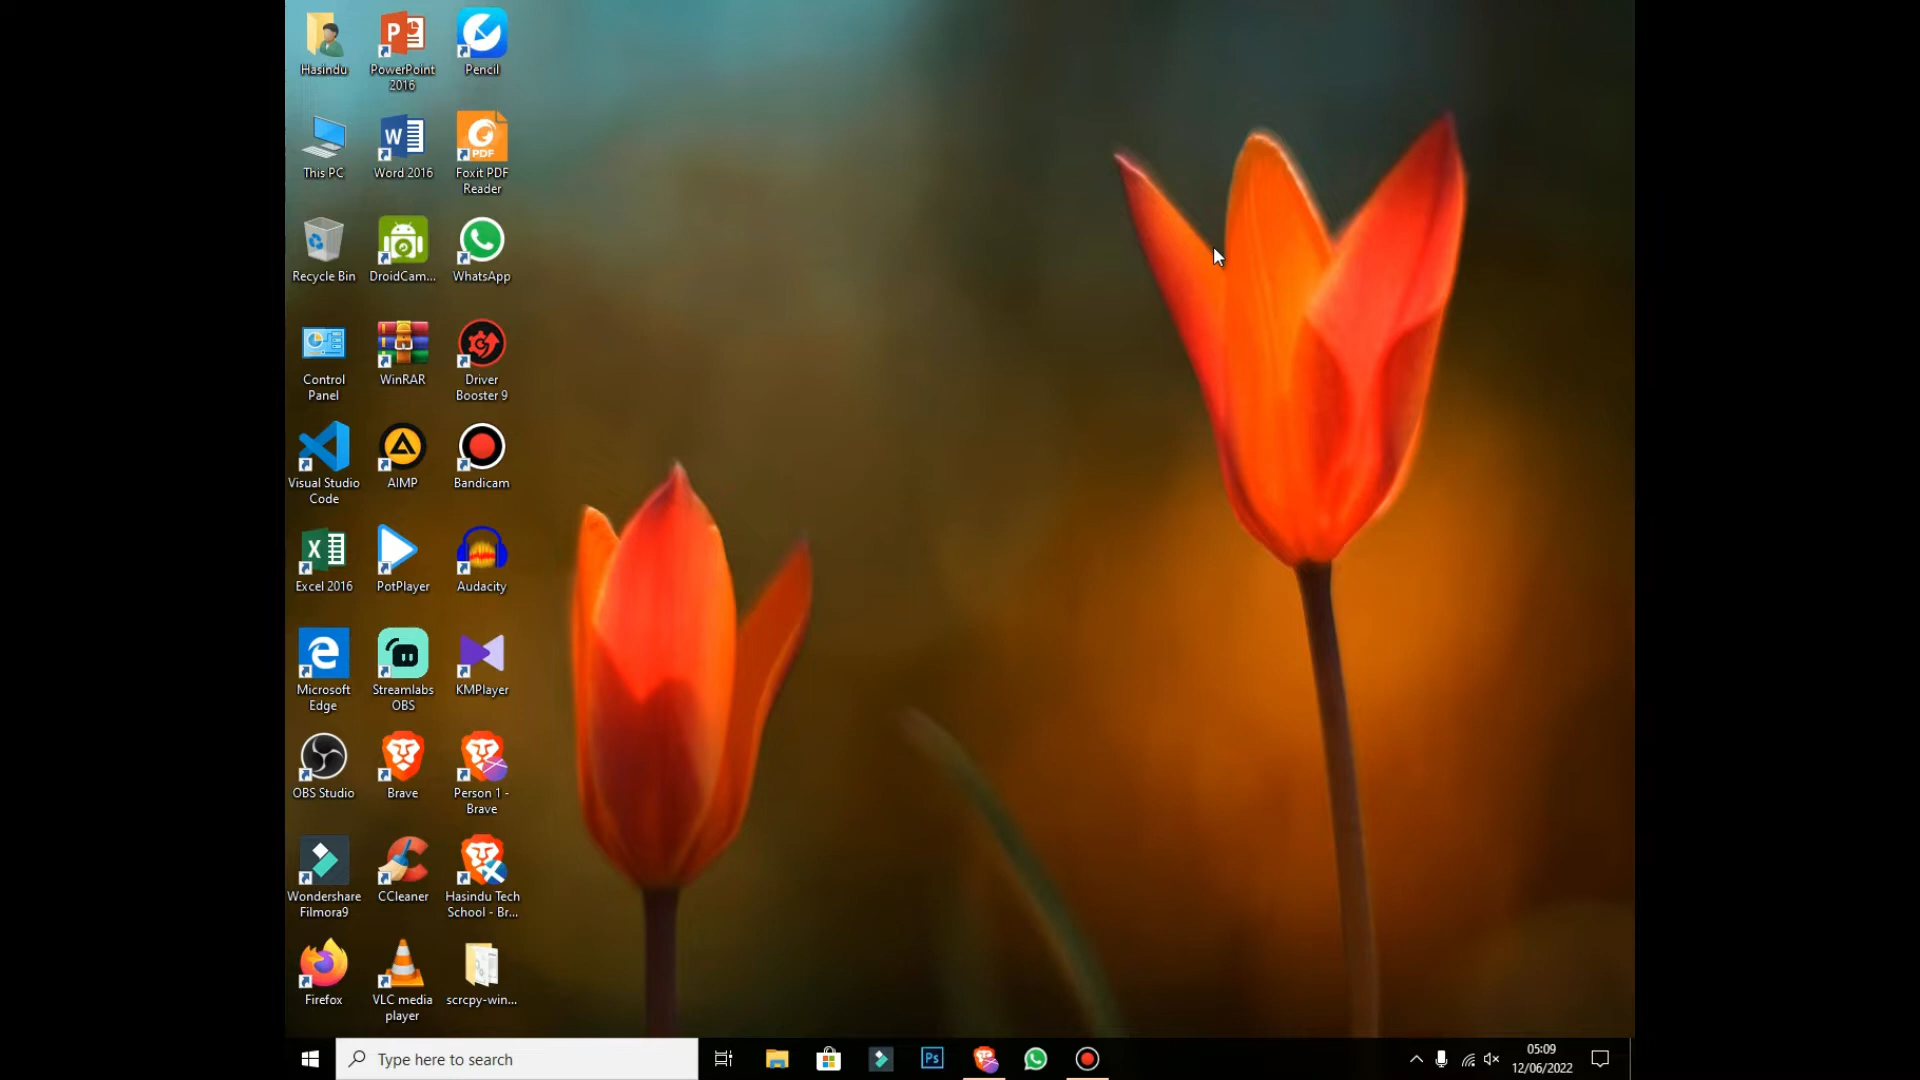 Hasindu
PowerPoint
2016
Pencil
This PC
Word 2016
PDF
Foxit PDF
Reader
Recycle Bin
DroidCam...
WhatsApp
Control
Panel
WinRAR
Driver
Booster 9
Visual Studio
Code
AIMP
Bandicam
Excel 2016
PotPlayer
Audacity
Microsoft
Edge
Streamlabs
OBS
KMPlayer
OBS Studio
Brave
Person 1 -
Brave
Wondershare
Filmora9
CCleaner
Hasindu Tech
School - Br...
Firefox
VLC media
player
scrcpy-win...
Type here to search
Ps
05:09
12/06/2022